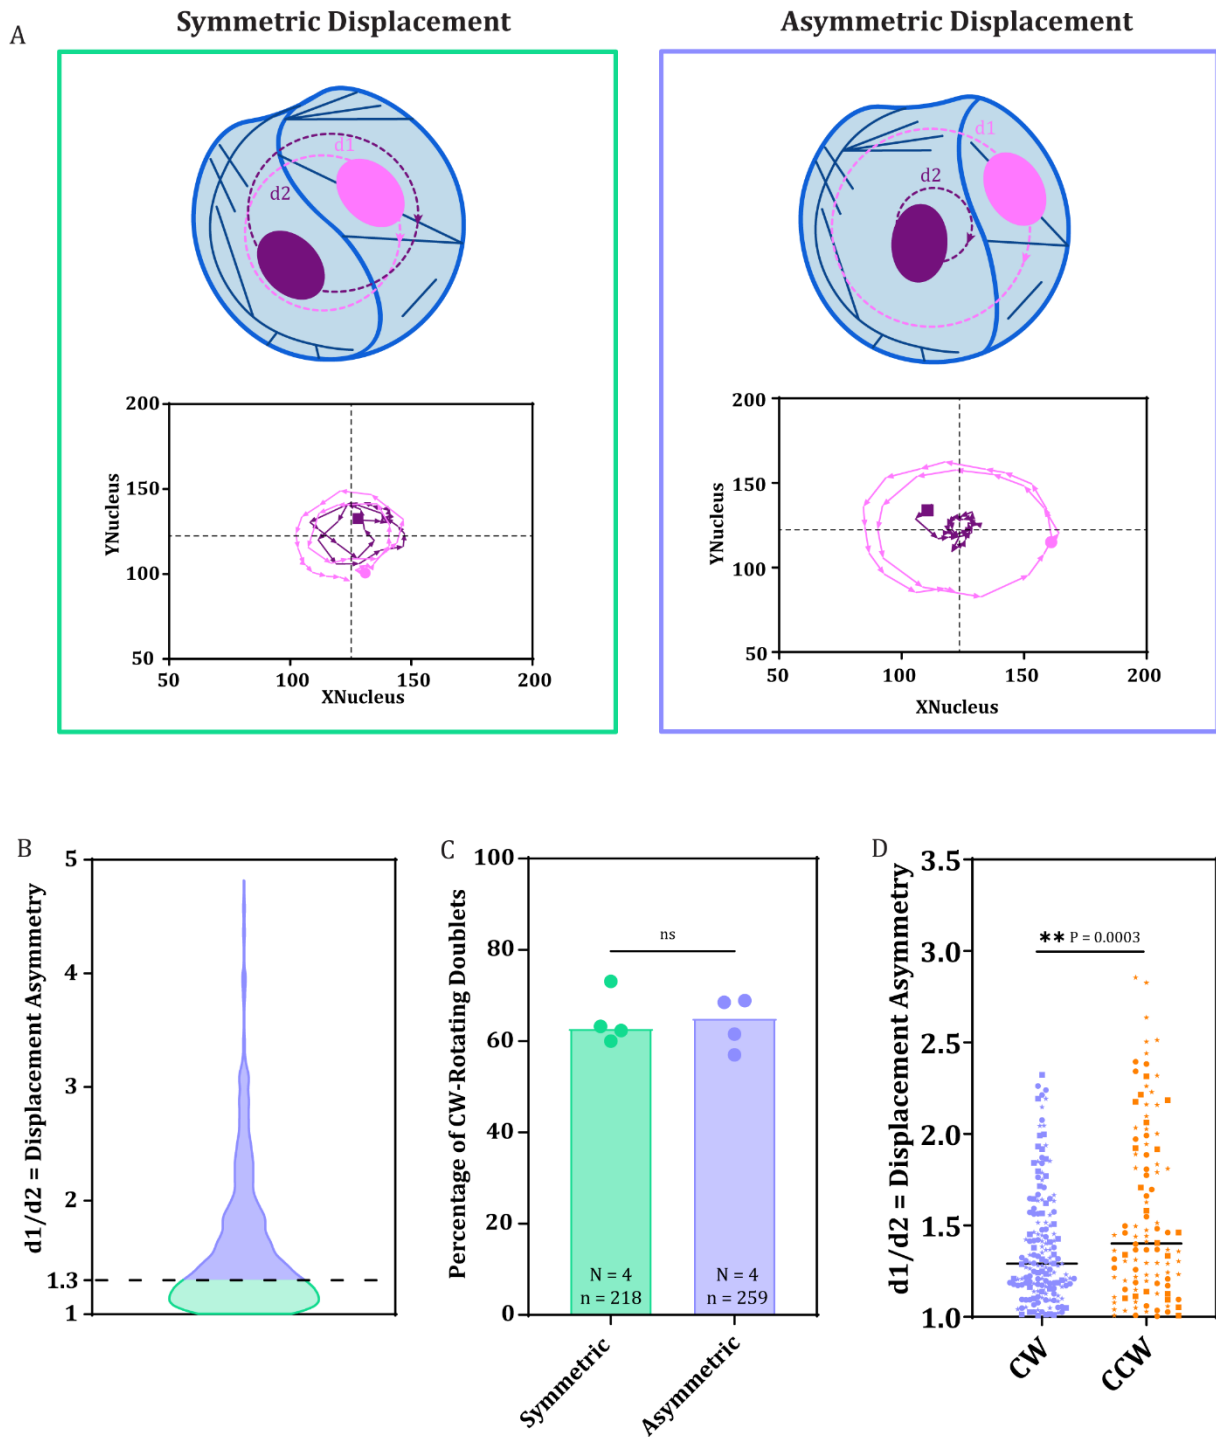 A
Symmetric Displacement
Asymmetric Displacement
d1
d2
d1
d2
200
150
100
50
YNucleus
50
100
150
200
XNucleus
200
150
100
50
YNucleus
50
100
150
200
XNucleus
B
d1/d2 = Displacement Asymmetry
5
4
3
2
1.3
1
C
Percentage of CW-Rotating Doublets
100
80
60
40
20
0
ns
N = 4
n = 218
N = 4
n = 259
Symmetric
Asymmetric
D
d1/d2 = Displacement Asymmetry
3.5
3.0
2.5
2.0
1.5
1.0
** P = 0.0003
CW
CCW